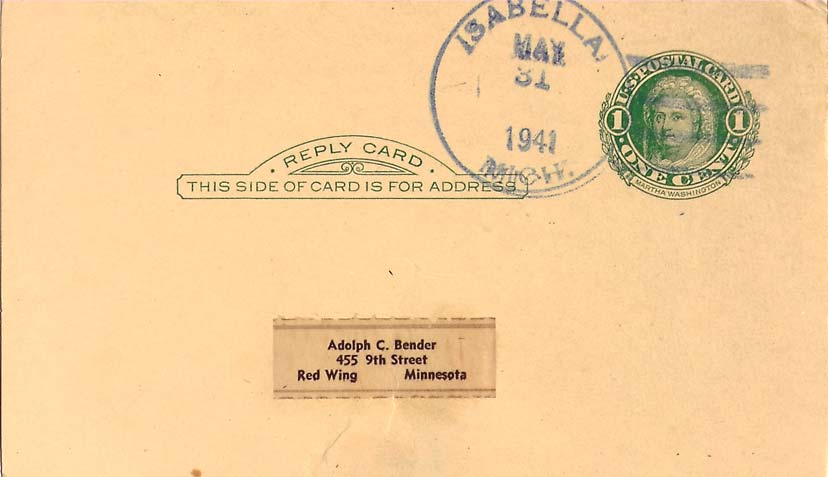 ISABELLA,
MAY
31
1941
MICH.
U.S. POSTAL CARD
1 1
ONE CENT
MARTHA WASHINGTON
· REPLY CARD ·
THIS SIDE OF CARD IS FOR ADDRESS
Adolph C. Bender
455 9th Street
Red Wing Minnesota